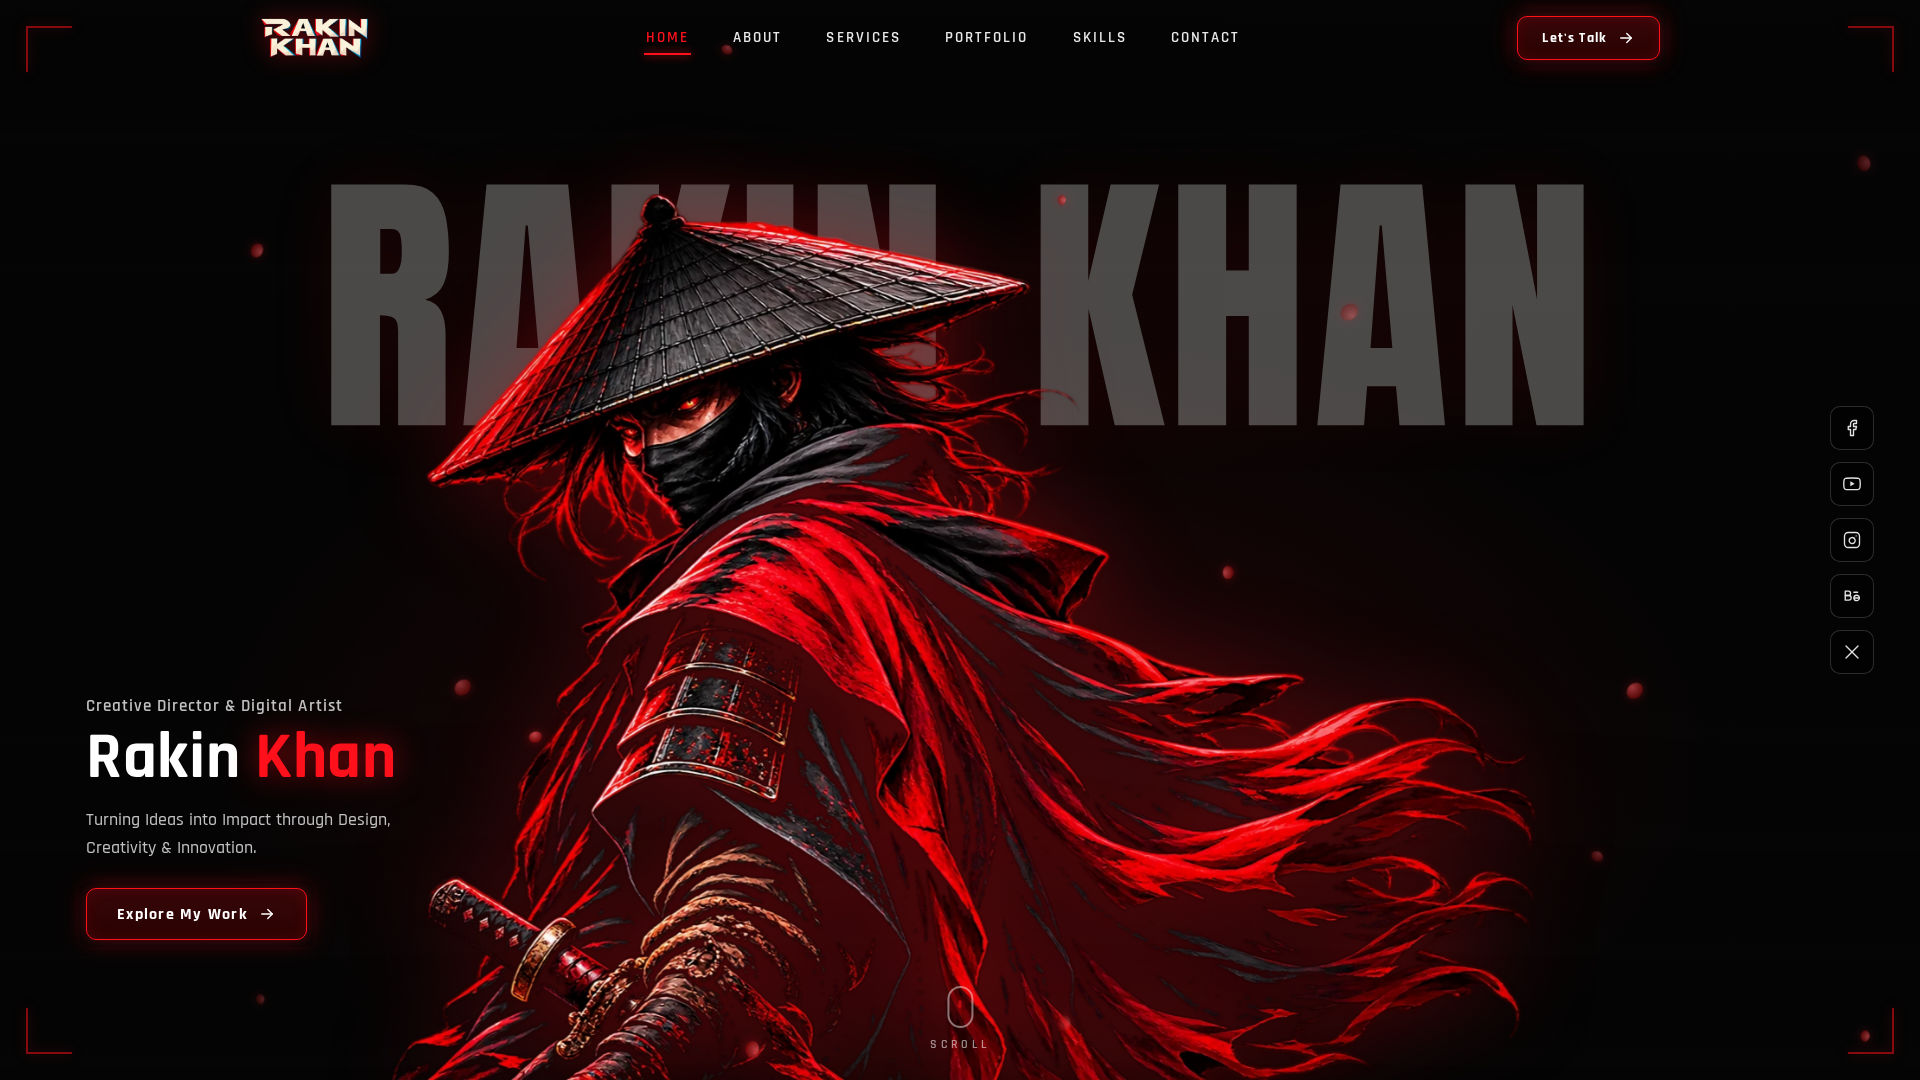 RAKIN
KHAN
HOME
ABOUT
SERVICES
PORTFOLIO
SKILLS
CONTACT
Let's Talk
RAKIN KHAN
Creative Director & Digital Artist
Rakin Khan
Turning Ideas into Impact through Design,
Creativity & Innovation.
Explore My Work
SCROLL
Bē